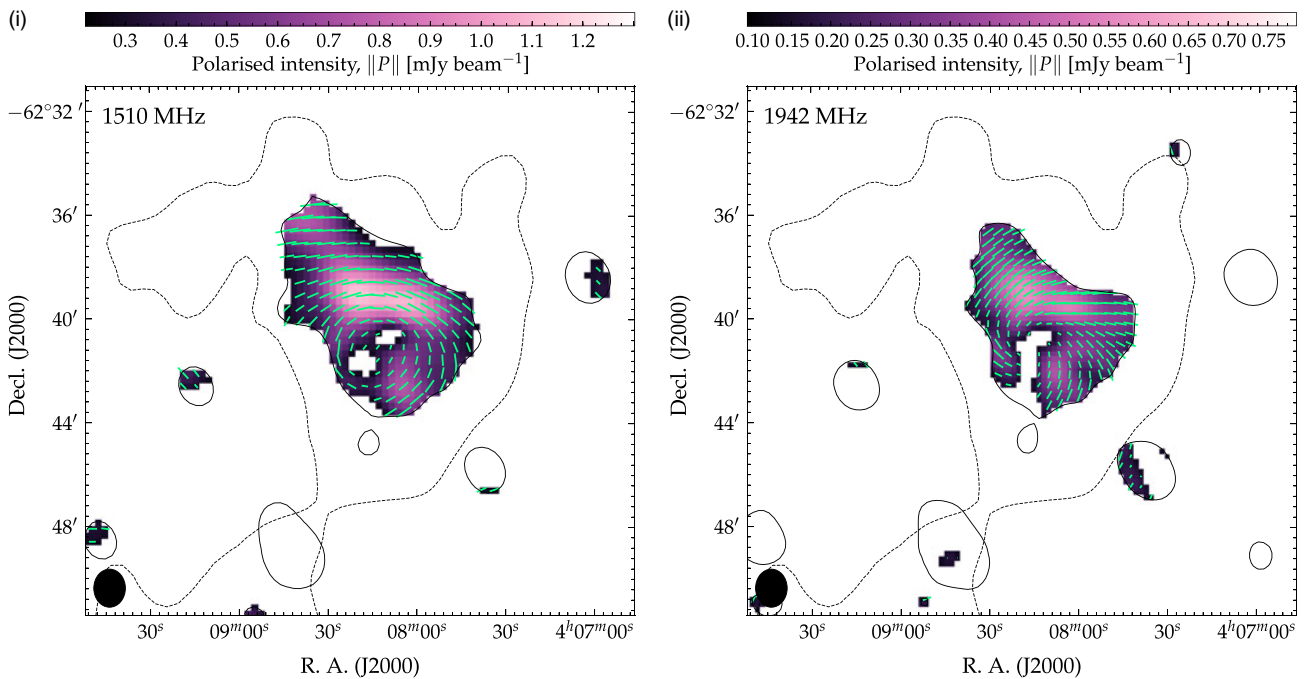 (i)
0.3 0.4 0.5 0.6 0.7 0.8 0.9 1.0 1.1 1.2
Polarised intensity, ‖P‖ [mJy beam⁻¹]
1510 MHz
−62°32′
36′
40′
44′
48′
Decl. (J2000)
30ˢ 09ᵐ00ˢ 30ˢ 08ᵐ00ˢ 30ˢ 4ʰ07ᵐ00ˢ
R. A. (J2000)
(ii)
0.10 0.15 0.20 0.25 0.30 0.35 0.40 0.45 0.50 0.55 0.60 0.65 0.70 0.75
Polarised intensity, ‖P‖ [mJy beam⁻¹]
1942 MHz
−62°32′
36′
40′
44′
48′
Decl. (J2000)
30ˢ 09ᵐ00ˢ 30ˢ 08ᵐ00ˢ 30ˢ 4ʰ07ᵐ00ˢ
R. A. (J2000)